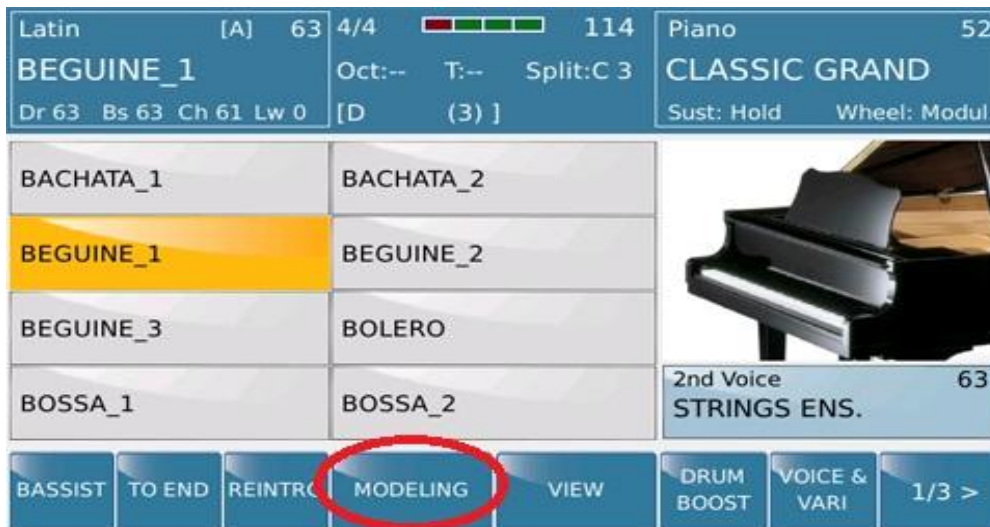 Latin [A] 63
BEGUINE_1
Dr 63 Bs 63 Ch 61 Lw 0
4/4 114
Oct:-- T:-- Split:C 3
[D (3) ]
Piano 52
CLASSIC GRAND
Sust: Hold Wheel: Modul.
BACHATA_1 BACHATA_2
BEGUINE_1 BEGUINE_2
BEGUINE_3 BOLERO
BOSSA_1 BOSSA_2
2nd Voice 63
STRINGS ENS.
BASSIST TO END REINTRO MODELING VIEW DRUM BOOST VOICE & VARI 1/3 >